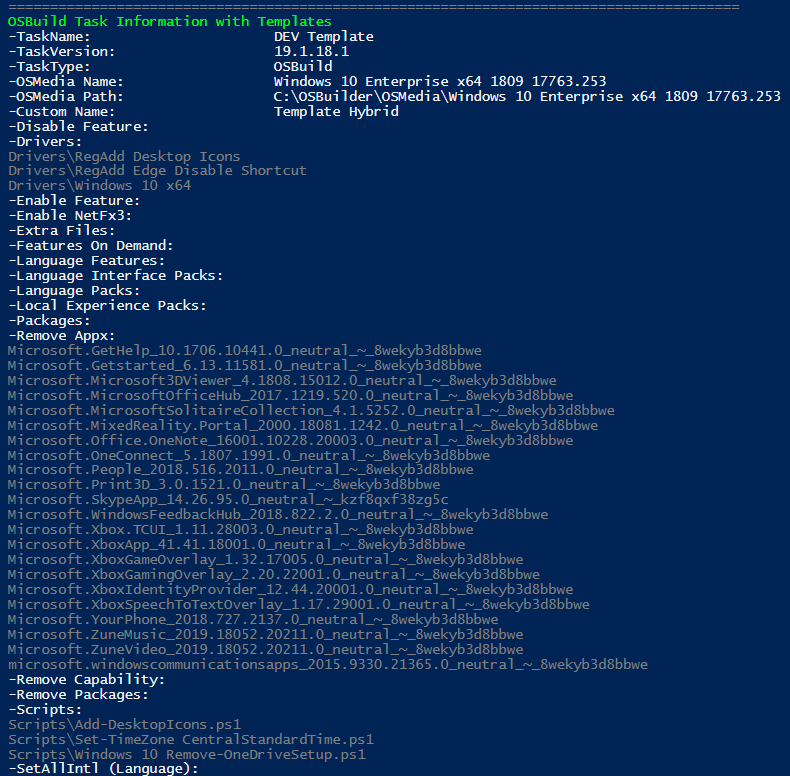 ========================================================================================
OSBuild Task Information with Templates
-TaskName: DEV Template
-TaskVersion: 19.1.18.1
-TaskType: OSBuild
-OSMedia Name: Windows 10 Enterprise x64 1809 17763.253
-OSMedia Path: C:\OSBuilder\OSMedia\Windows 10 Enterprise x64 1809 17763.253
-Custom Name: Template Hybrid
-Disable Feature:
-Drivers:
Drivers\RegAdd Desktop Icons
Drivers\RegAdd Edge Disable Shortcut
Drivers\Windows 10 x64
-Enable Feature:
-Enable NetFx3:
-Extra Files:
-Features On Demand:
-Language Features:
-Language Interface Packs:
-Language Packs:
-Local Experience Packs:
-Packages:
-Remove Appx:
Microsoft.GetHelp_10.1706.10441.0_neutral_~_8wekyb3d8bbwe
Microsoft.Getstarted_6.13.11581.0_neutral_~_8wekyb3d8bbwe
Microsoft.Microsoft3DViewer_4.1808.15012.0_neutral_~_8wekyb3d8bbwe
Microsoft.MicrosoftOfficeHub_2017.1219.520.0_neutral_~_8wekyb3d8bbwe
Microsoft.MicrosoftSolitaireCollection_4.1.5252.0_neutral_~_8wekyb3d8bbwe
Microsoft.MixedReality.Portal_2000.18081.1242.0_neutral_~_8wekyb3d8bbwe
Microsoft.Office.OneNote_16001.10228.20003.0_neutral_~_8wekyb3d8bbwe
Microsoft.OneConnect_5.1807.1991.0_neutral_~_8wekyb3d8bbwe
Microsoft.People_2018.516.2011.0_neutral_~_8wekyb3d8bbwe
Microsoft.Print3D_3.0.1521.0_neutral_~_8wekyb3d8bbwe
Microsoft.SkypeApp_14.26.95.0_neutral_~_kzf8qxf38zg5c
Microsoft.WindowsFeedbackHub_2018.822.2.0_neutral_~_8wekyb3d8bbwe
Microsoft.Xbox.TCUI_1.11.28003.0_neutral_~_8wekyb3d8bbwe
Microsoft.XboxApp_41.41.18001.0_neutral_~_8wekyb3d8bbwe
Microsoft.XboxGameOverlay_1.32.17005.0_neutral_~_8wekyb3d8bbwe
Microsoft.XboxGamingOverlay_2.20.22001.0_neutral_~_8wekyb3d8bbwe
Microsoft.XboxIdentityProvider_12.44.20001.0_neutral_~_8wekyb3d8bbwe
Microsoft.XboxSpeechToTextOverlay_1.17.29001.0_neutral_~_8wekyb3d8bbwe
Microsoft.YourPhone_2018.727.2137.0_neutral_~_8wekyb3d8bbwe
Microsoft.ZuneMusic_2019.18052.20211.0_neutral_~_8wekyb3d8bbwe
Microsoft.ZuneVideo_2019.18052.20211.0_neutral_~_8wekyb3d8bbwe
microsoft.windowscommunicationsapps_2015.9330.21365.0_neutral_~_8wekyb3d8bbwe
-Remove Capability:
-Remove Packages:
-Scripts:
Scripts\Add-DesktopIcons.ps1
Scripts\Set-TimeZone CentralStandardTime.ps1
Scripts\Windows 10 Remove-OneDriveSetup.ps1
-SetAllIntl (Language):